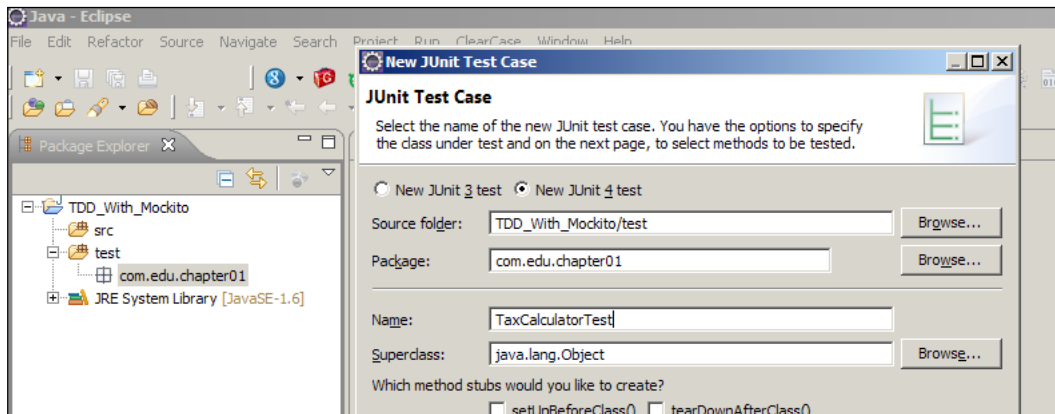 Java - Eclipse
File Edit Refactor Source Navigate Search Project Run ClearCase Window Help
New JUnit Test Case
JUnit Test Case
Select the name of the new JUnit test case. You have the options to specify
the class under test and on the next page, to select methods to be tested.
Package Explorer
TDD_With_Mockito
src
test
com.edu.chapter01
JRE System Library [JavaSE-1.6]
New JUnit 3 test New JUnit 4 test
Source folder: TDD_With_Mockito/test Browse...
Package: com.edu.chapter01 Browse...
Name: TaxCalculatorTest
Superclass: java.lang.Object Browse...
Which method stubs would you like to create?
setUpBeforeClass() tearDownAfterClass()